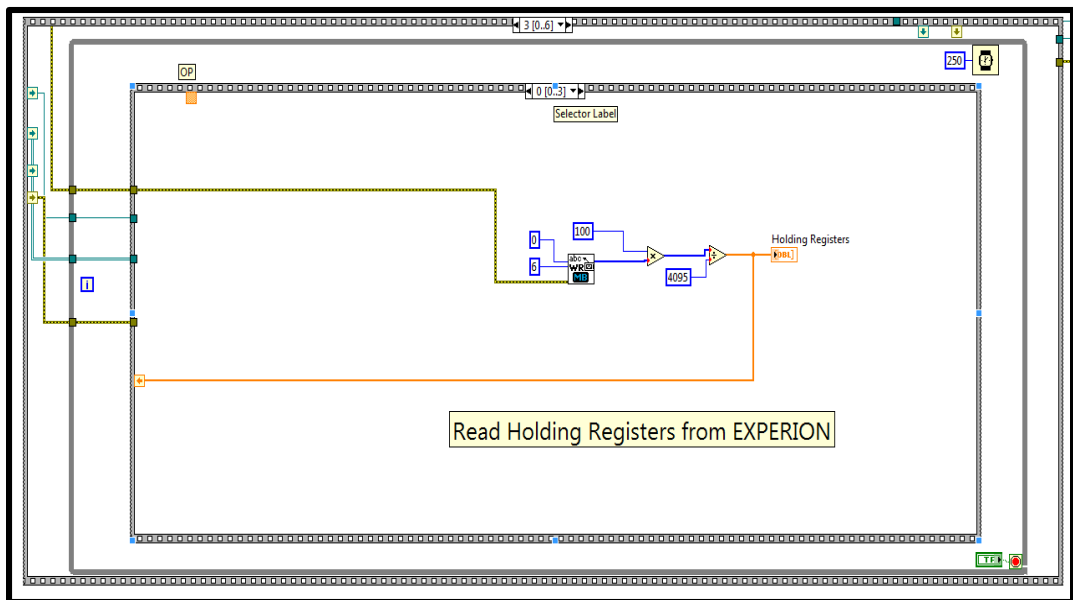 3 [0..6]
250
OP
0 [0..3]
Selector Label
100
0
Holding Registers
abc
WR
DBL
6
MB
4095
i
Read Holding Registers from EXPERION
TF